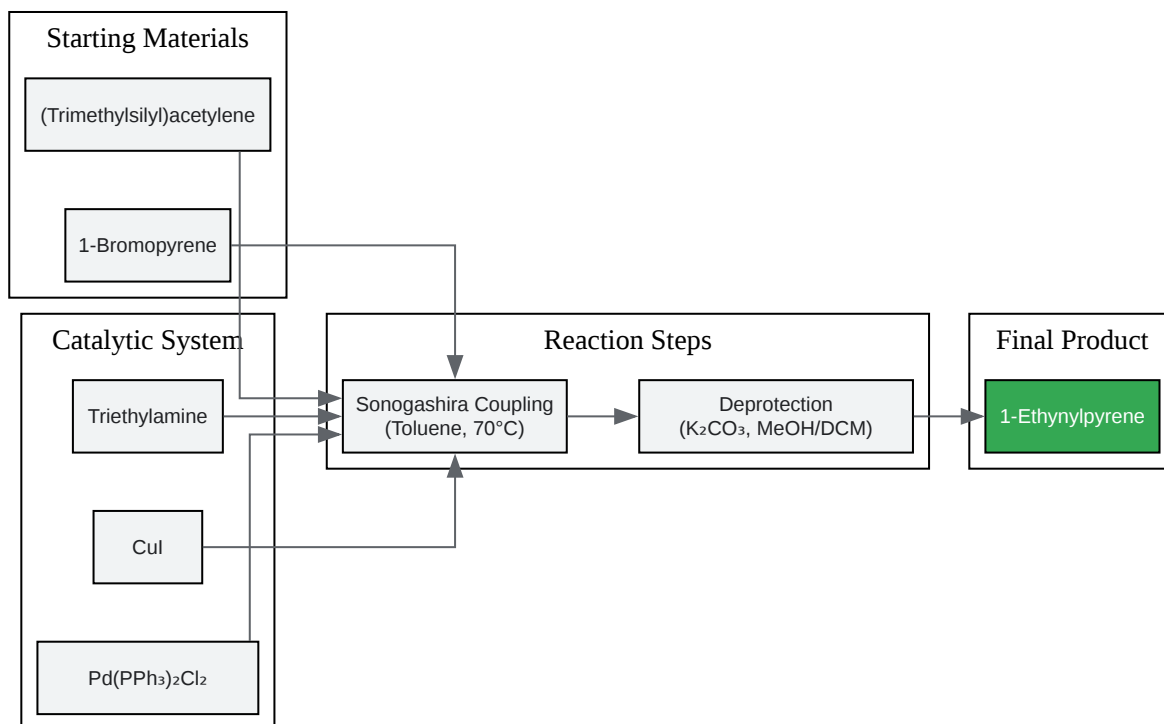 Starting Materials
(Trimethylsilyl)acetylene
1-Bromopyrene
Catalytic System
Triethylamine
CuI
Pd(PPh₃)₂Cl₂
Reaction Steps
Sonogashira Coupling
(Toluene, 70°C)
Deprotection
(K₂CO₃, MeOH/DCM)
Final Product
1-Ethynylpyrene